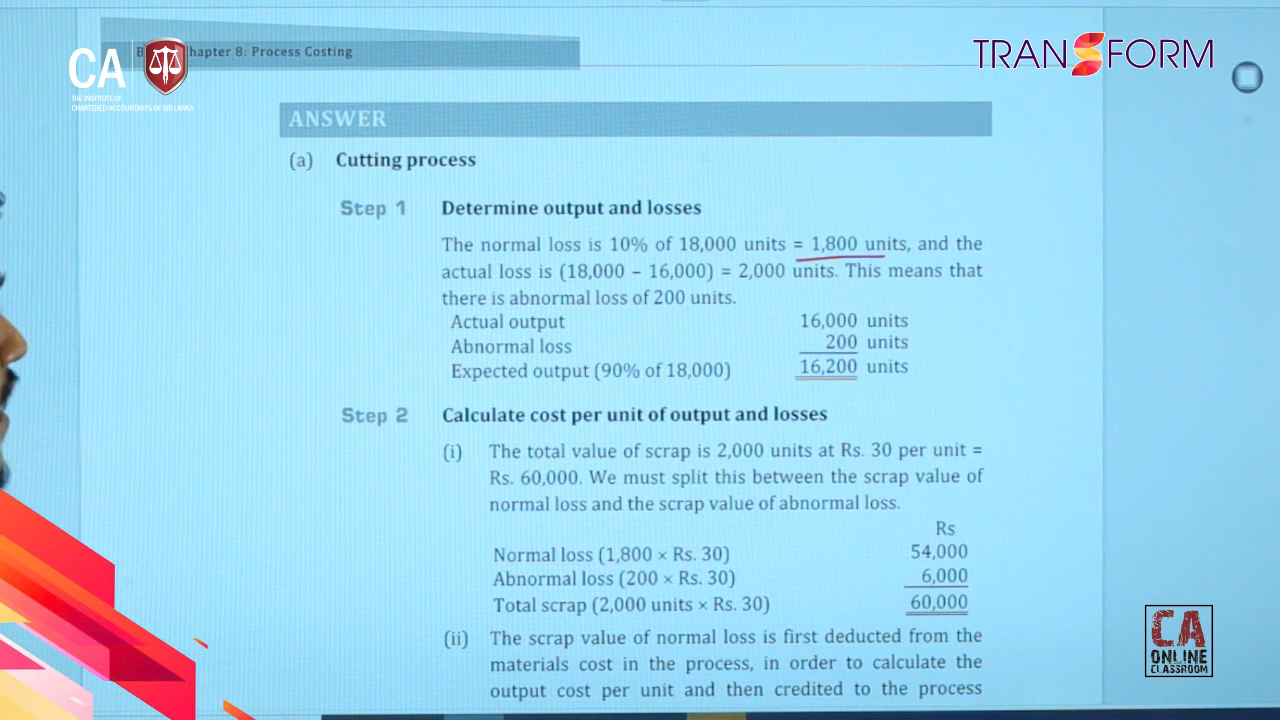 CA
THE INSTITUTE OF
CHARTERED ACCOUNTANTS OF SRI LANKA
hapter 8: Process Costing
TRANSFORM
ANSWER
(a) Cutting process
Step 1 Determine output and losses
The normal loss is 10% of 18,000 units = 1,800 units, and the
actual loss is (18,000 – 16,000) = 2,000 units. This means that
there is abnormal loss of 200 units.
Actual output 16,000 units
Abnormal loss 200 units
Expected output (90% of 18,000) 16,200 units
Step 2 Calculate cost per unit of output and losses
(i) The total value of scrap is 2,000 units at Rs. 30 per unit =
Rs. 60,000. We must split this between the scrap value of
normal loss and the scrap value of abnormal loss.
Rs
Normal loss (1,800 × Rs. 30) 54,000
Abnormal loss (200 × Rs. 30) 6,000
Total scrap (2,000 units × Rs. 30) 60,000
(ii) The scrap value of normal loss is first deducted from the
materials cost in the process, in order to calculate the
output cost per unit and then credited to the process
CA
ONLINE
CLASSROOM